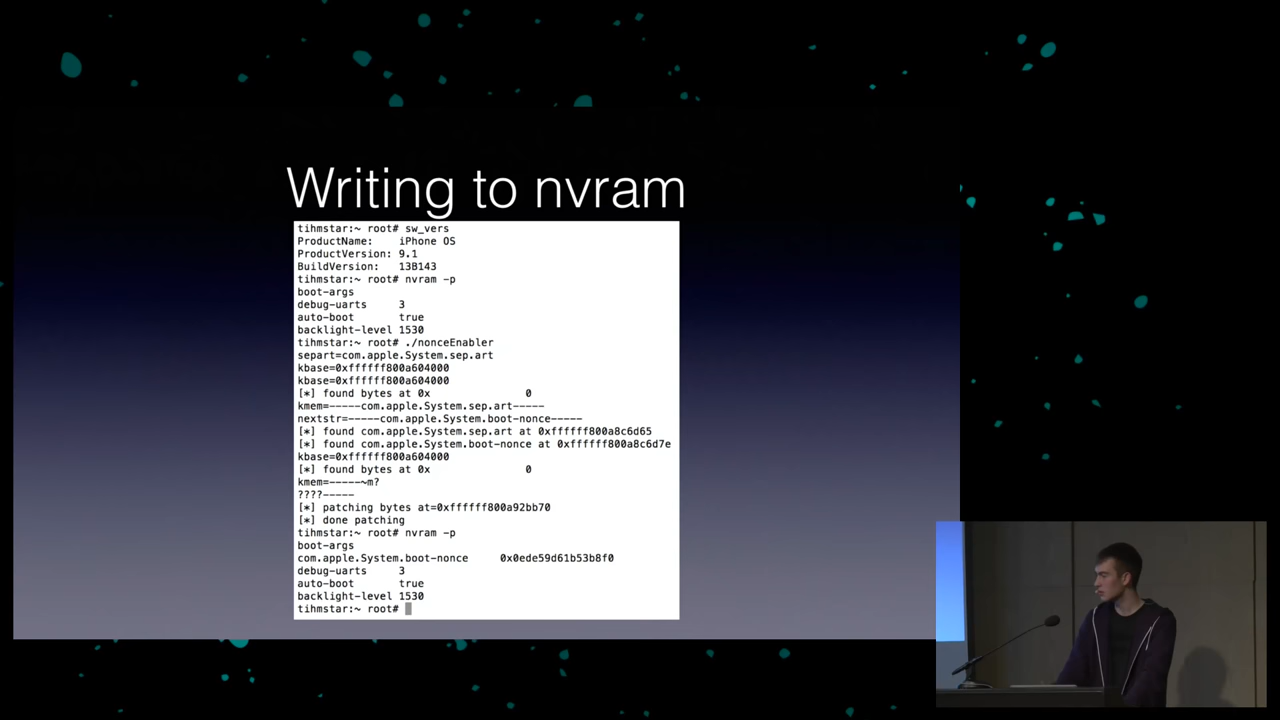 Writing to nvram
tihmstar:~ root# sw_vers
ProductName:    iPhone OS
ProductVersion: 9.1
BuildVersion:   13B143
tihmstar:~ root# nvram -p
boot-args
debug-uarts     3
auto-boot       true
backlight-level 1530
tihmstar:~ root# ./nonceEnabler
separt=com.apple.System.sep.art
kbase=0xffffff800a604000
kbase=0xffffff800a604000
[*] found bytes at 0x                  0
kmem=-----com.apple.System.sep.art-----
nextstr=-----com.apple.System.boot-nonce-----
[*] found com.apple.System.sep.art at 0xffffff800a8c6d65
[*] found com.apple.System.boot-nonce at 0xffffff800a8c6d7e
kbase=0xffffff800a604000
[*] found bytes at 0x                  0
kmem=-----~m?
????-----
[*] patching bytes at=0xffffff800a92bb70
[*] done patching
tihmstar:~ root# nvram -p
boot-args
com.apple.System.boot-nonce      0x0ede59d61b53b8f0
debug-uarts     3
auto-boot       true
backlight-level 1530
tihmstar:~ root#